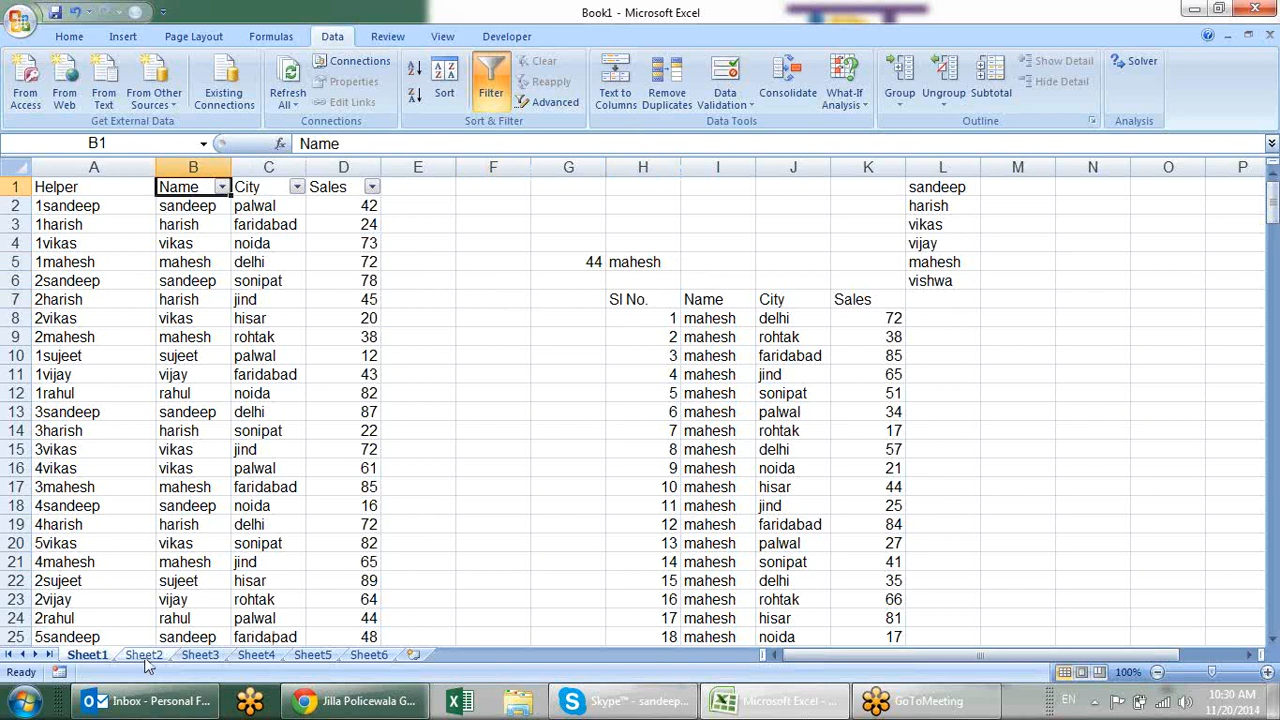 Book1 - Microsoft Excel
Home Insert Page Layout Formulas Data Review View Developer
From Access
From Web
From Text
From Other Sources
Get External Data
Existing Connections
Refresh All
Connections
Properties
Edit Links
Connections
Sort
Filter
Clear
Reapply
Advanced
Sort & Filter
Text to Columns
Remove Duplicates
Data Validation
Consolidate
What-If Analysis
Data Tools
Group
Ungroup
Subtotal
Show Detail
Hide Detail
Outline
Solver
Analysis
B1 fx Name
A B C D E F G H I J K L M N O P
1 Helper Name City Sales sandeep
2 1sandeep sandeep palwal 42 harish
3 1harish harish faridabad 24 vikas
4 1vikas vikas noida 73 vijay
5 1mahesh mahesh delhi 72 44 mahesh mahesh
6 2sandeep sandeep sonipat 78 vishwa
7 2harish harish jind 45 Sl No. Name City Sales
8 2vikas vikas hisar 20 1 mahesh delhi 72
9 2mahesh mahesh rohtak 38 2 mahesh rohtak 38
10 1sujeet sujeet palwal 12 3 mahesh faridabad 85
11 1vijay vijay faridabad 43 4 mahesh jind 65
12 1rahul rahul noida 82 5 mahesh sonipat 51
13 3sandeep sandeep delhi 87 6 mahesh palwal 34
14 3harish harish sonipat 22 7 mahesh rohtak 17
15 3vikas vikas jind 72 8 mahesh delhi 57
16 4vikas vikas palwal 61 9 mahesh noida 21
17 3mahesh mahesh faridabad 85 10 mahesh hisar 44
18 4sandeep sandeep noida 16 11 mahesh jind 25
19 4harish harish delhi 72 12 mahesh faridabad 84
20 5vikas vikas sonipat 82 13 mahesh palwal 27
21 4mahesh mahesh jind 65 14 mahesh sonipat 41
22 2sujeet sujeet hisar 89 15 mahesh delhi 35
23 2vijay vijay rohtak 64 16 mahesh rohtak 66
24 2rahul rahul palwal 44 17 mahesh hisar 81
25 5sandeep sandeep faridabad 48 18 mahesh noida 17
Sheet1 Sheet2 Sheet3 Sheet4 Sheet5 Sheet6
Ready 100%
Inbox - Personal F... Jilla Policewala G... Skype™ - sandeep... Microsoft Excel - ... GoToMeeting EN 10:30 AM
11/20/2014